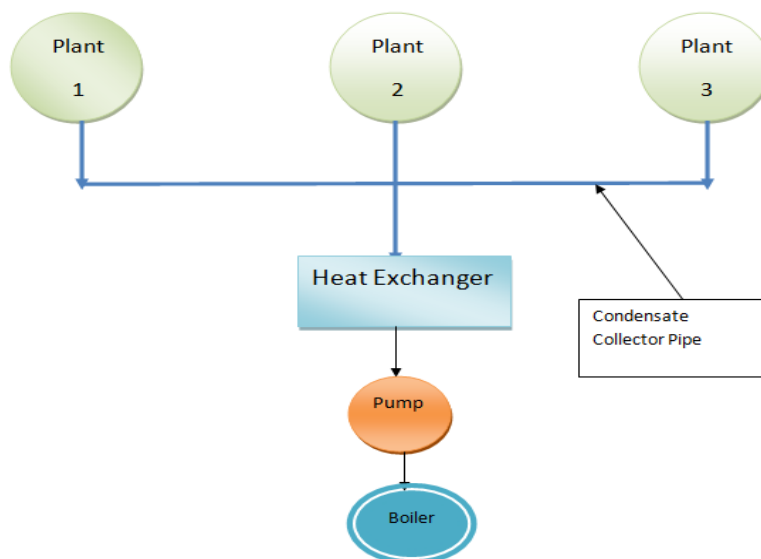 Plant
1
Plant
2
Plant
3
Heat Exchanger
Condensate
Collector Pipe
Pump
Boiler